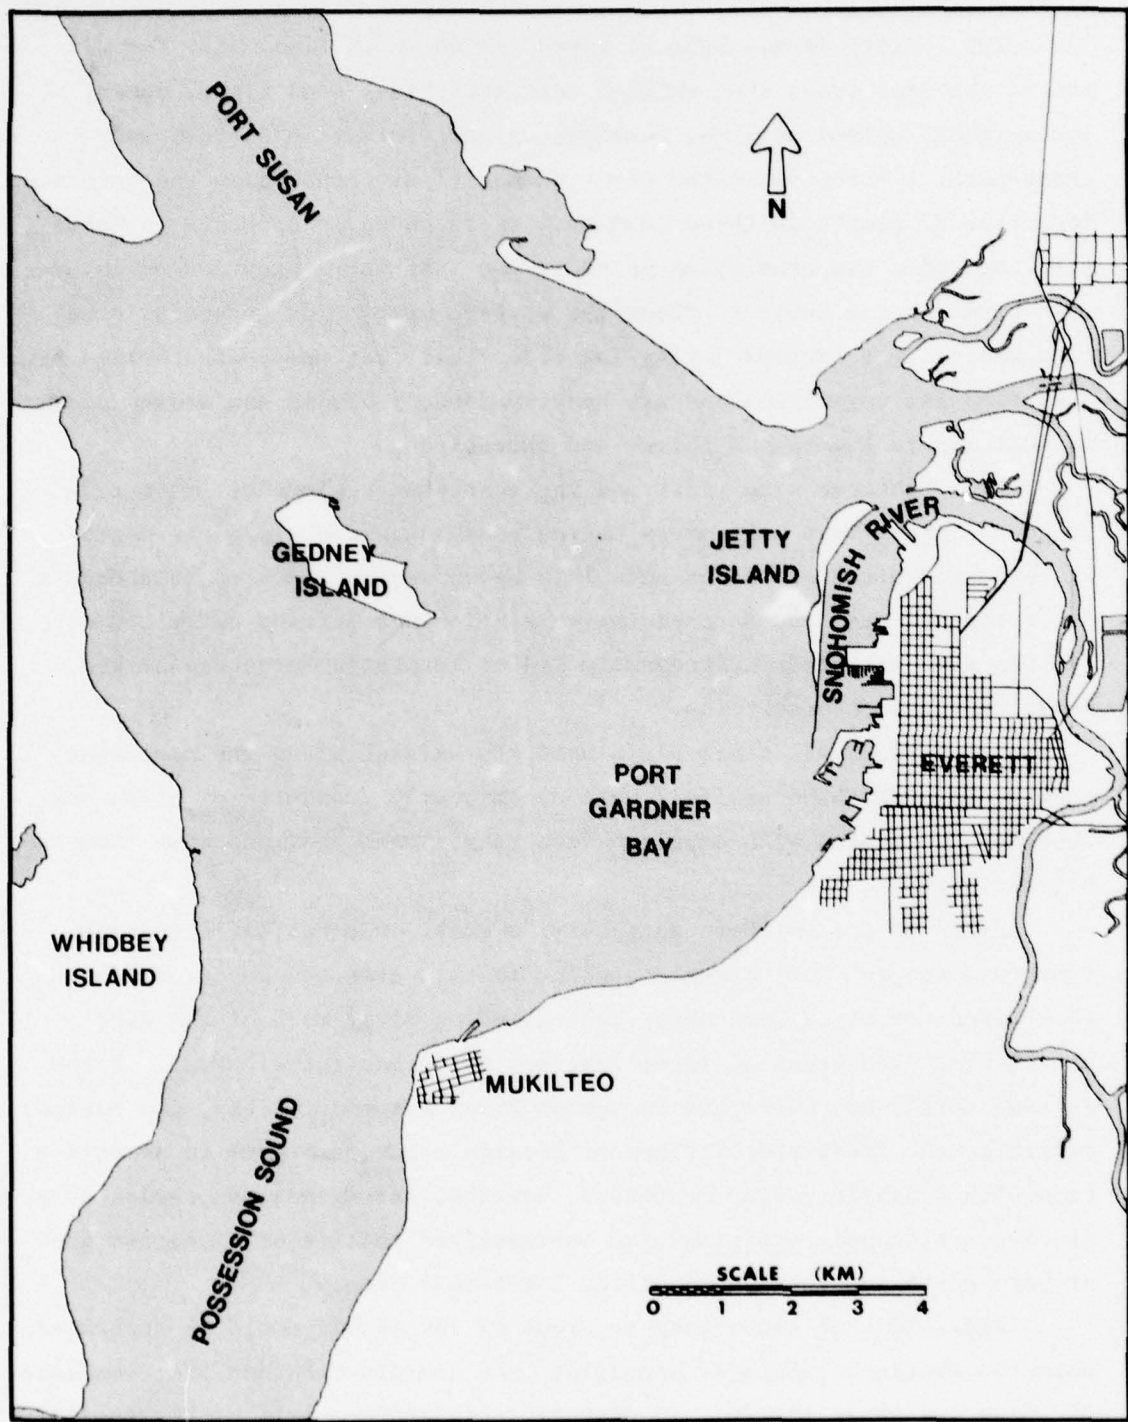 PORT SUSAN
N
GEDNEY
ISLAND
JETTY
ISLAND
SNOHOMISH RIVER
PORT
GARDNER
BAY
EVERETT
WHIDBEY
ISLAND
MUKILTEO
POSSESSION SOUND
SCALE (KM)
0 1 2 3 4